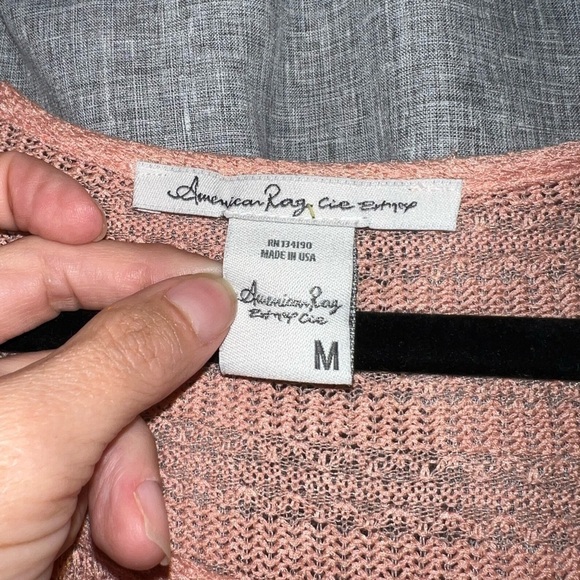 American Rag Cie Est 1984
RN 134190
MADE IN USA
American Rag
Est 1984 Cie
M